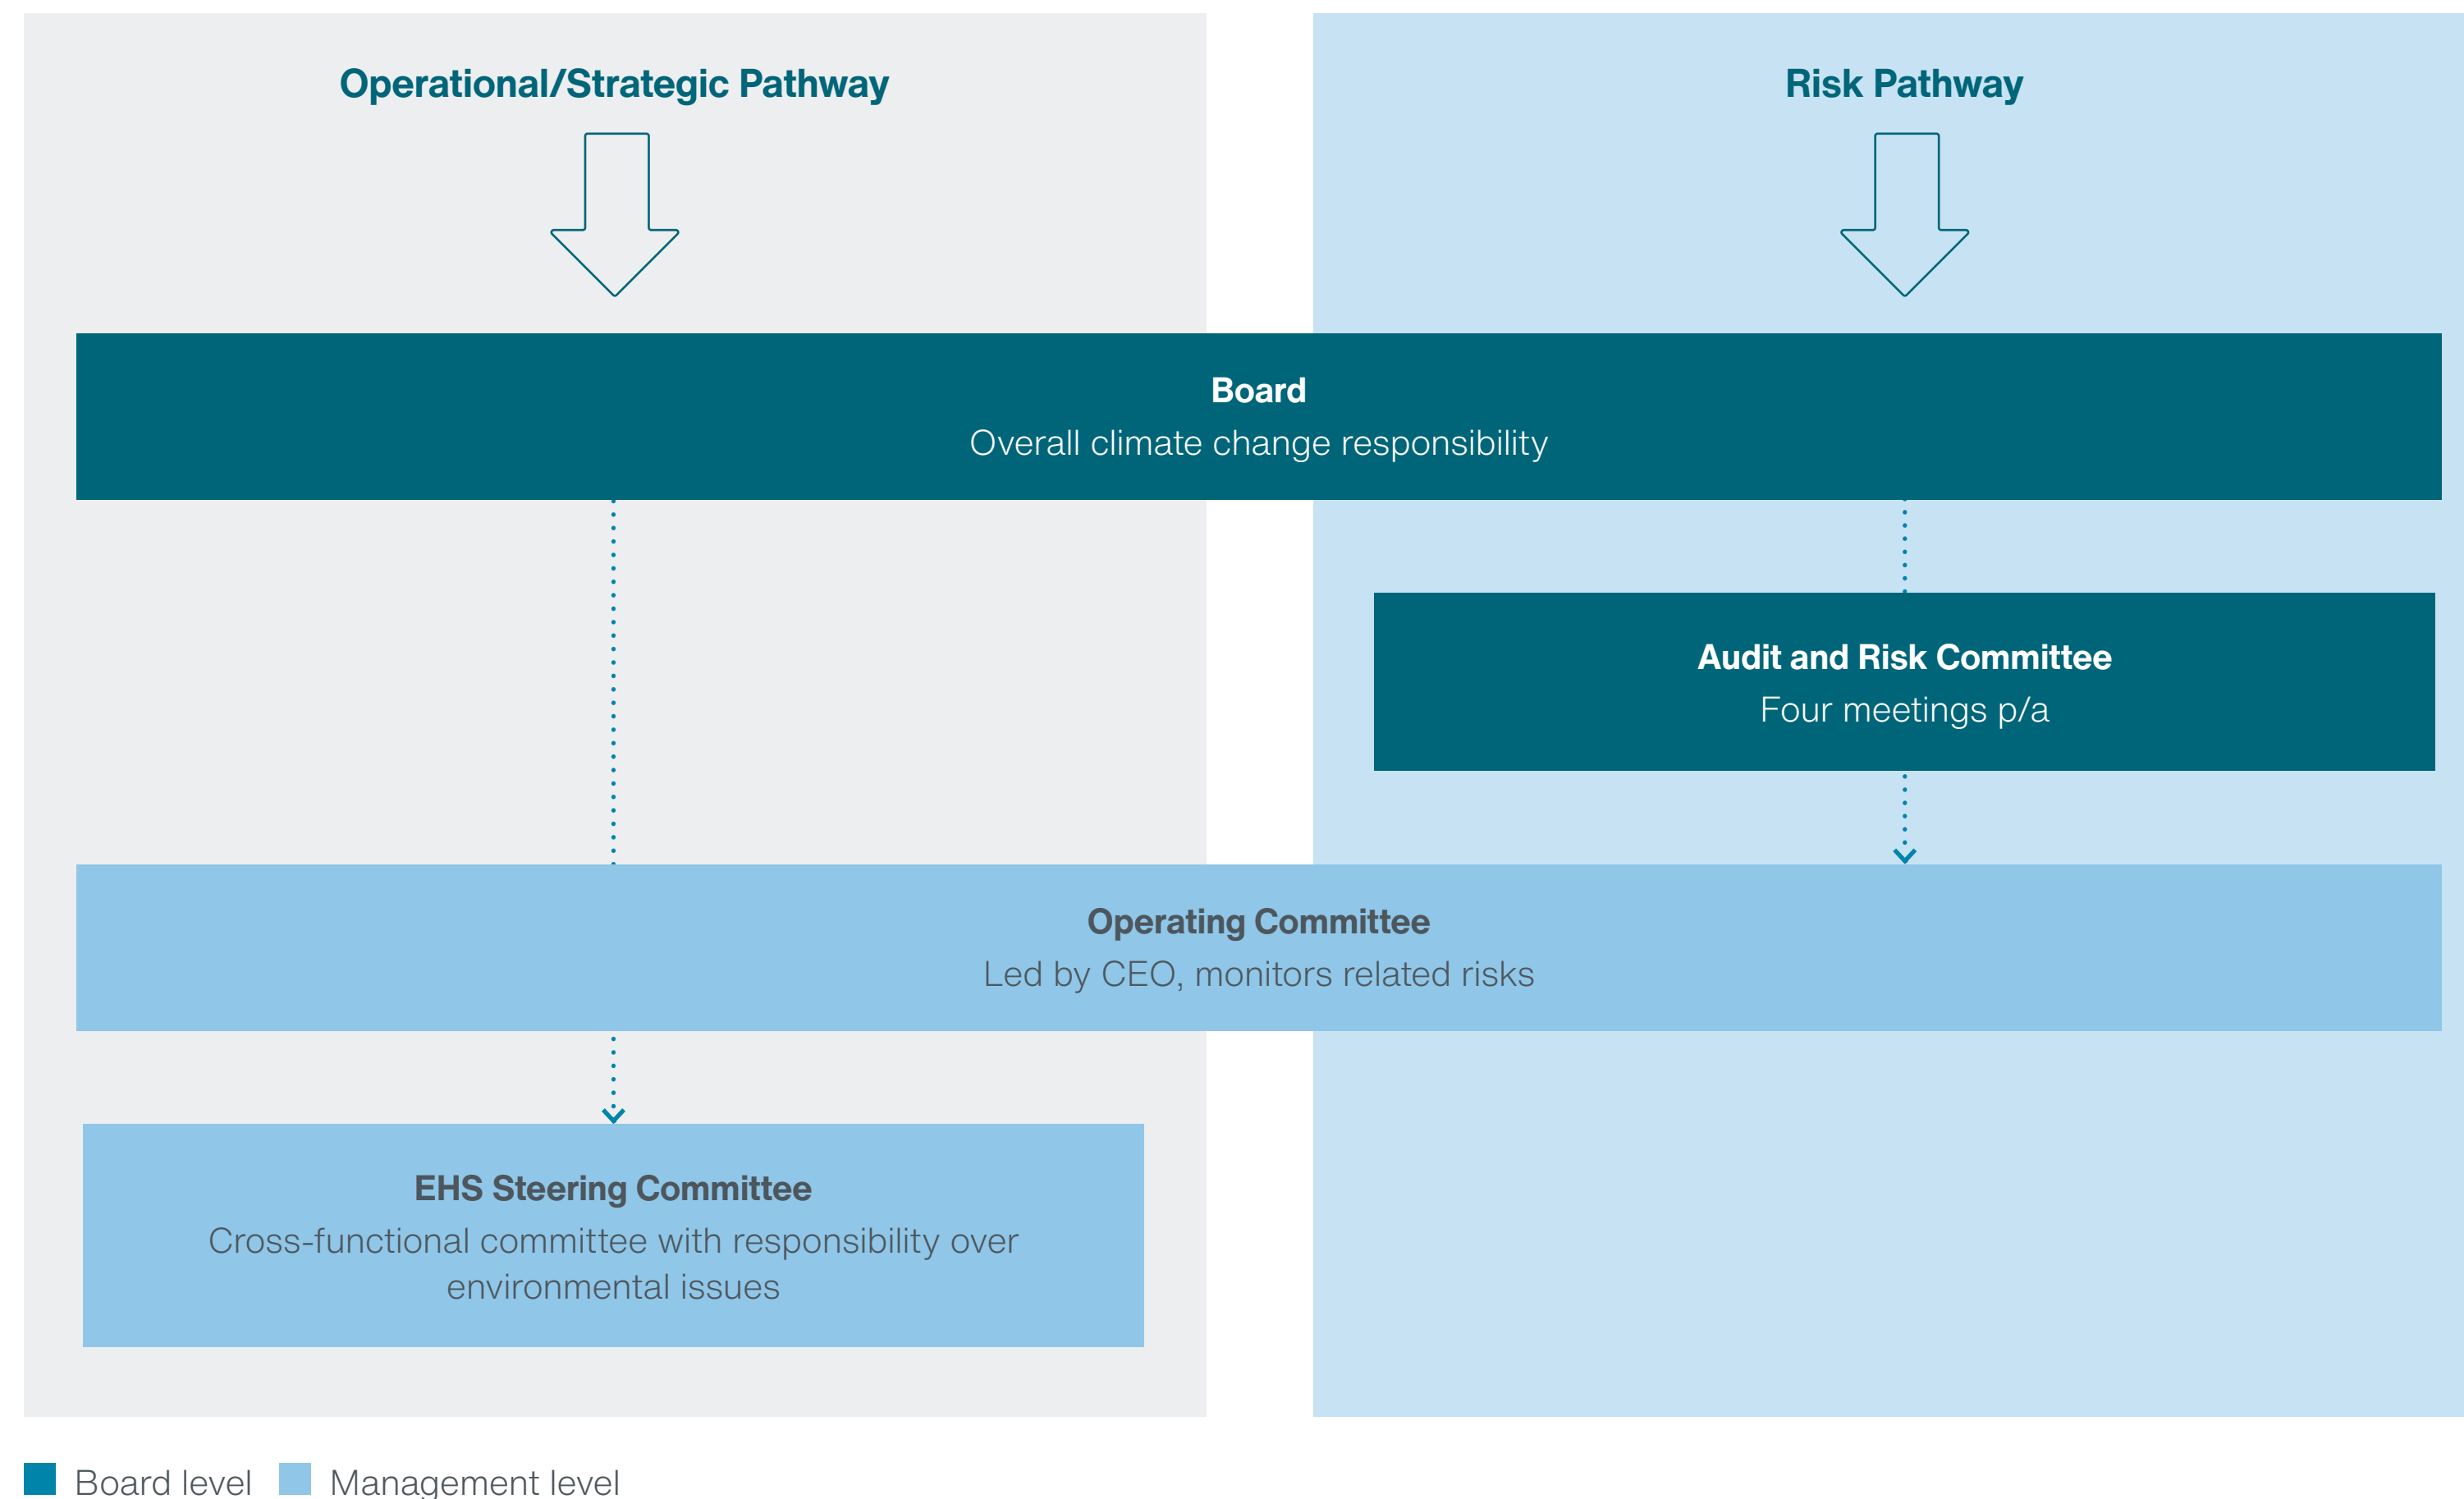 Operational/Strategic Pathway
Risk Pathway
Board
Overall climate change responsibility
Audit and Risk Committee
Four meetings p/a
Operating Committee
Led by CEO, monitors related risks
EHS Steering Committee
Cross-functional committee with responsibility over
environmental issues
Board level
Management level